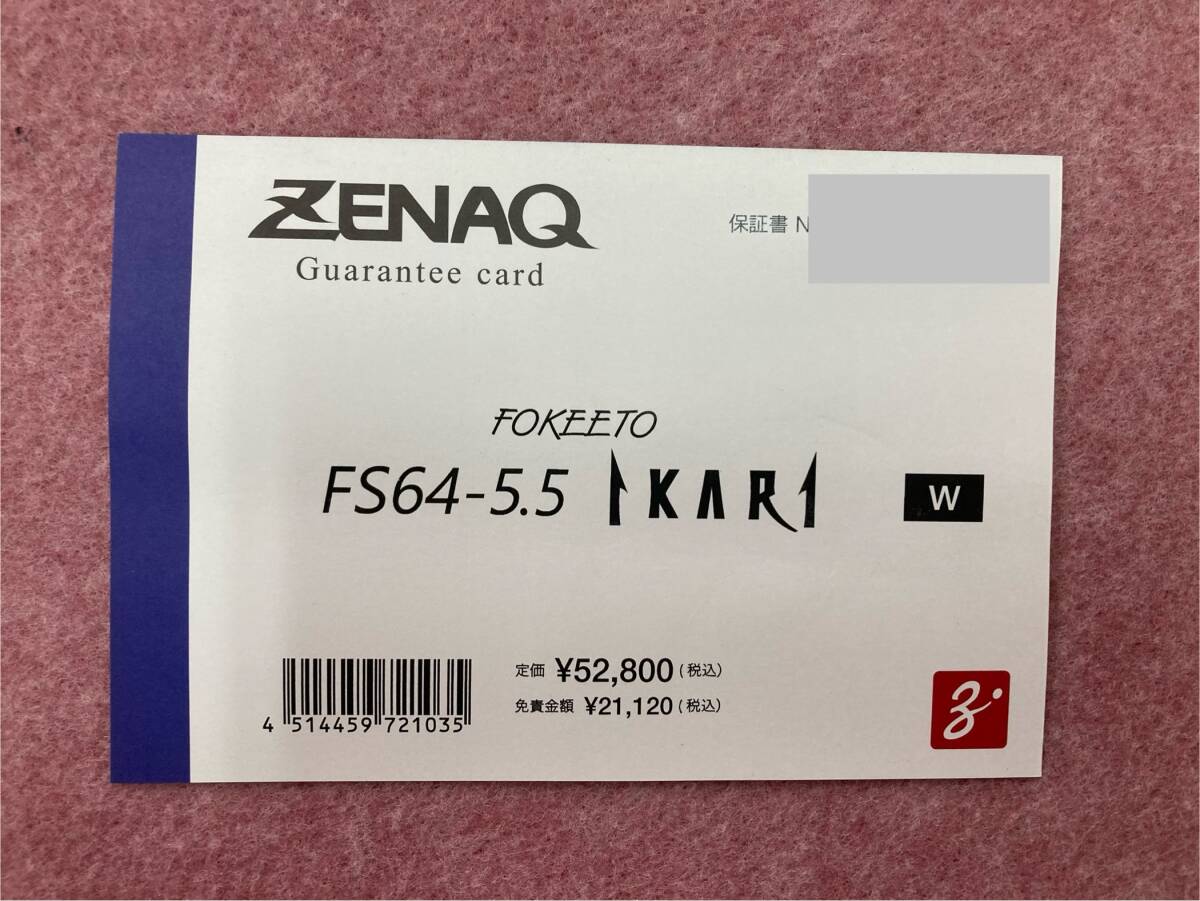 ZENAQ
Guarantee card
保証書 N
FOKEETO
FS64-5.5 IKARI W
定価 ¥52,800(税込)
免責金額 ¥21,120(税込)
4 514459 721035